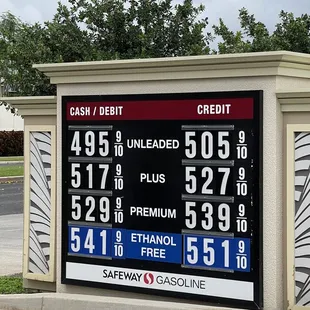 CASH / DEBIT CREDIT
495 9/10 UNLEADED 505 9/10
517 9/10 PLUS 527 9/10
529 9/10 PREMIUM 539 9/10
541 9/10 ETHANOL FREE 551 9/10
SAFEWAY GASOLINE